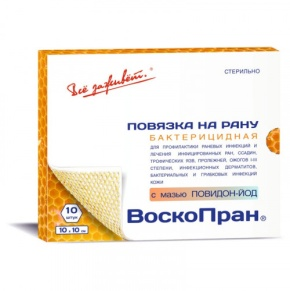 Всё заживёт.®
СТЕРИЛЬНО
ПОВЯЗКА НА РАНУ
БАКТЕРИЦИДНАЯ
ДЛЯ ПРОФИЛАКТИКИ РАНЕВЫХ ИНФЕКЦИЙ И
ЛЕЧЕНИЯ ИНФИЦИРОВАННЫХ РАН, ССАДИН,
ТРОФИЧЕСКИХ ЯЗВ, ПРОЛЕЖНЕЙ, ОЖОГОВ I-III
СТЕПЕНИ, ИНФЕКЦИОННЫХ ДЕРМАТИТОВ,
БАКТЕРИАЛЬНЫХ И ГРИБКОВЫХ ИНФЕКЦИЙ
КОЖИ
с мазью ПОВИДОН-ЙОД
ВоскоПран®
10
штук
10 x 10 см